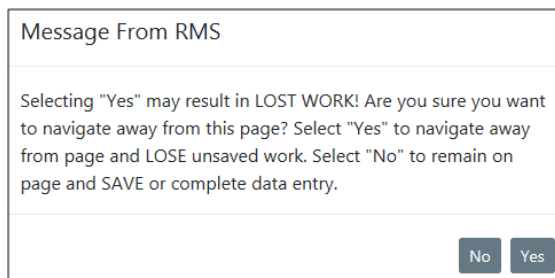 Message From RMS
Selecting "Yes" may result in LOST WORK! Are you sure you want
to navigate away from this page? Select "Yes" to navigate away
from page and LOSE unsaved work. Select "No" to remain on
page and SAVE or complete data entry.
No Yes